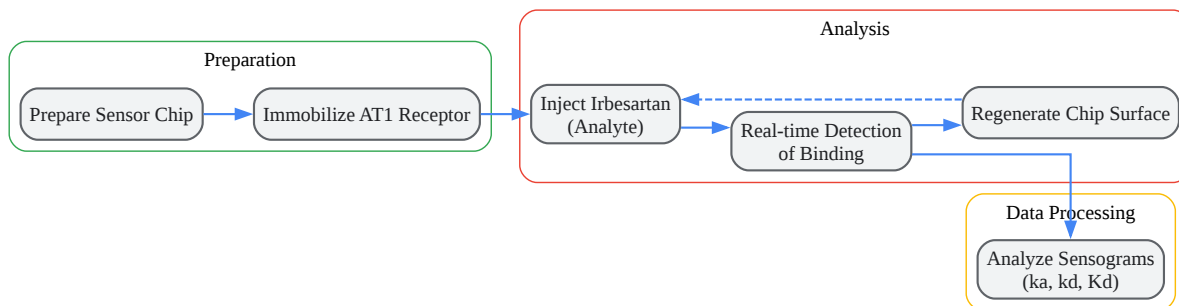 Preparation
Prepare Sensor Chip
Immobilize AT1 Receptor
Analysis
Inject Irbesartan
(Analyte)
Real-time Detection
of Binding
Regenerate Chip Surface
Data Processing
Analyze Sensograms
(ka, kd, Kd)